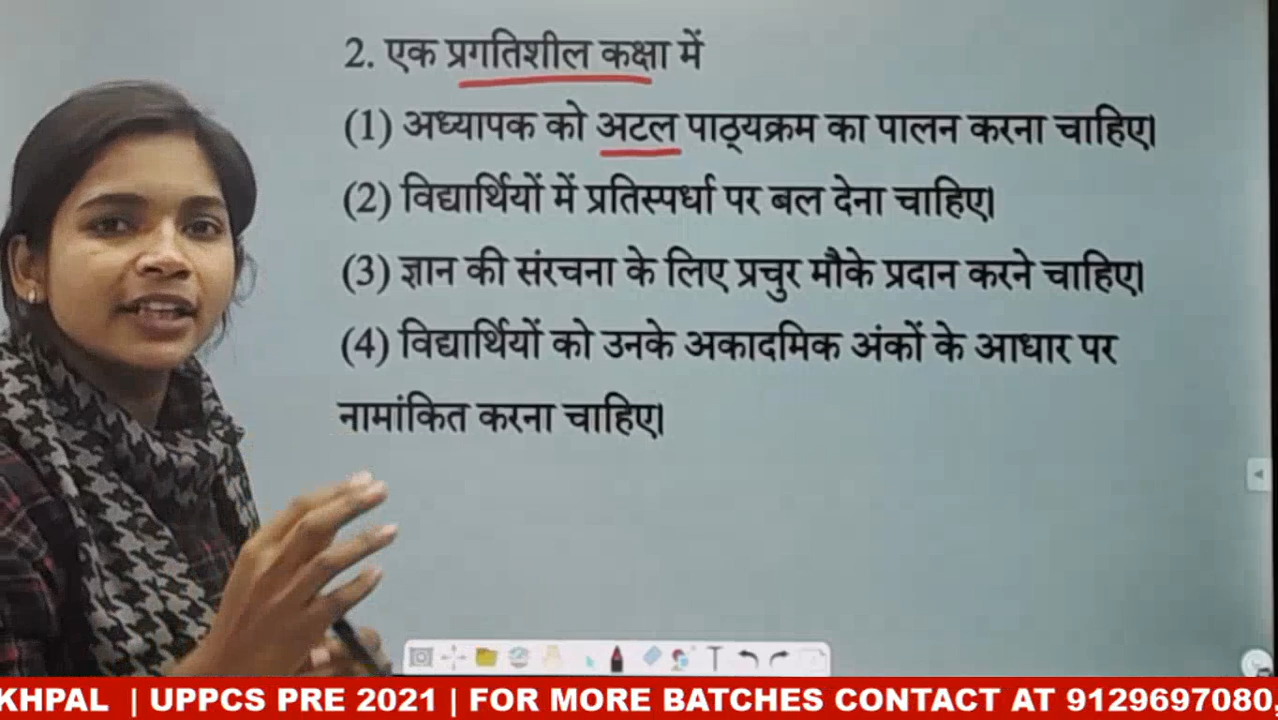 2. एक प्रगतिशील कक्षा में
(1) अध्यापक को अटल पाठ्यक्रम का पालन करना चाहिए।
(2) विद्यार्थियों में प्रतिस्पर्धा पर बल देना चाहिए।
(3) ज्ञान की संरचना के लिए प्रचुर मौके प्रदान करने चाहिए।
(4) विद्यार्थियों को उनके अकादमिक अंकों के आधार पर
नामांकित करना चाहिए।
KHPAL | UPPCS PRE 2021 | FOR MORE BATCHES CONTACT AT 9129697080,